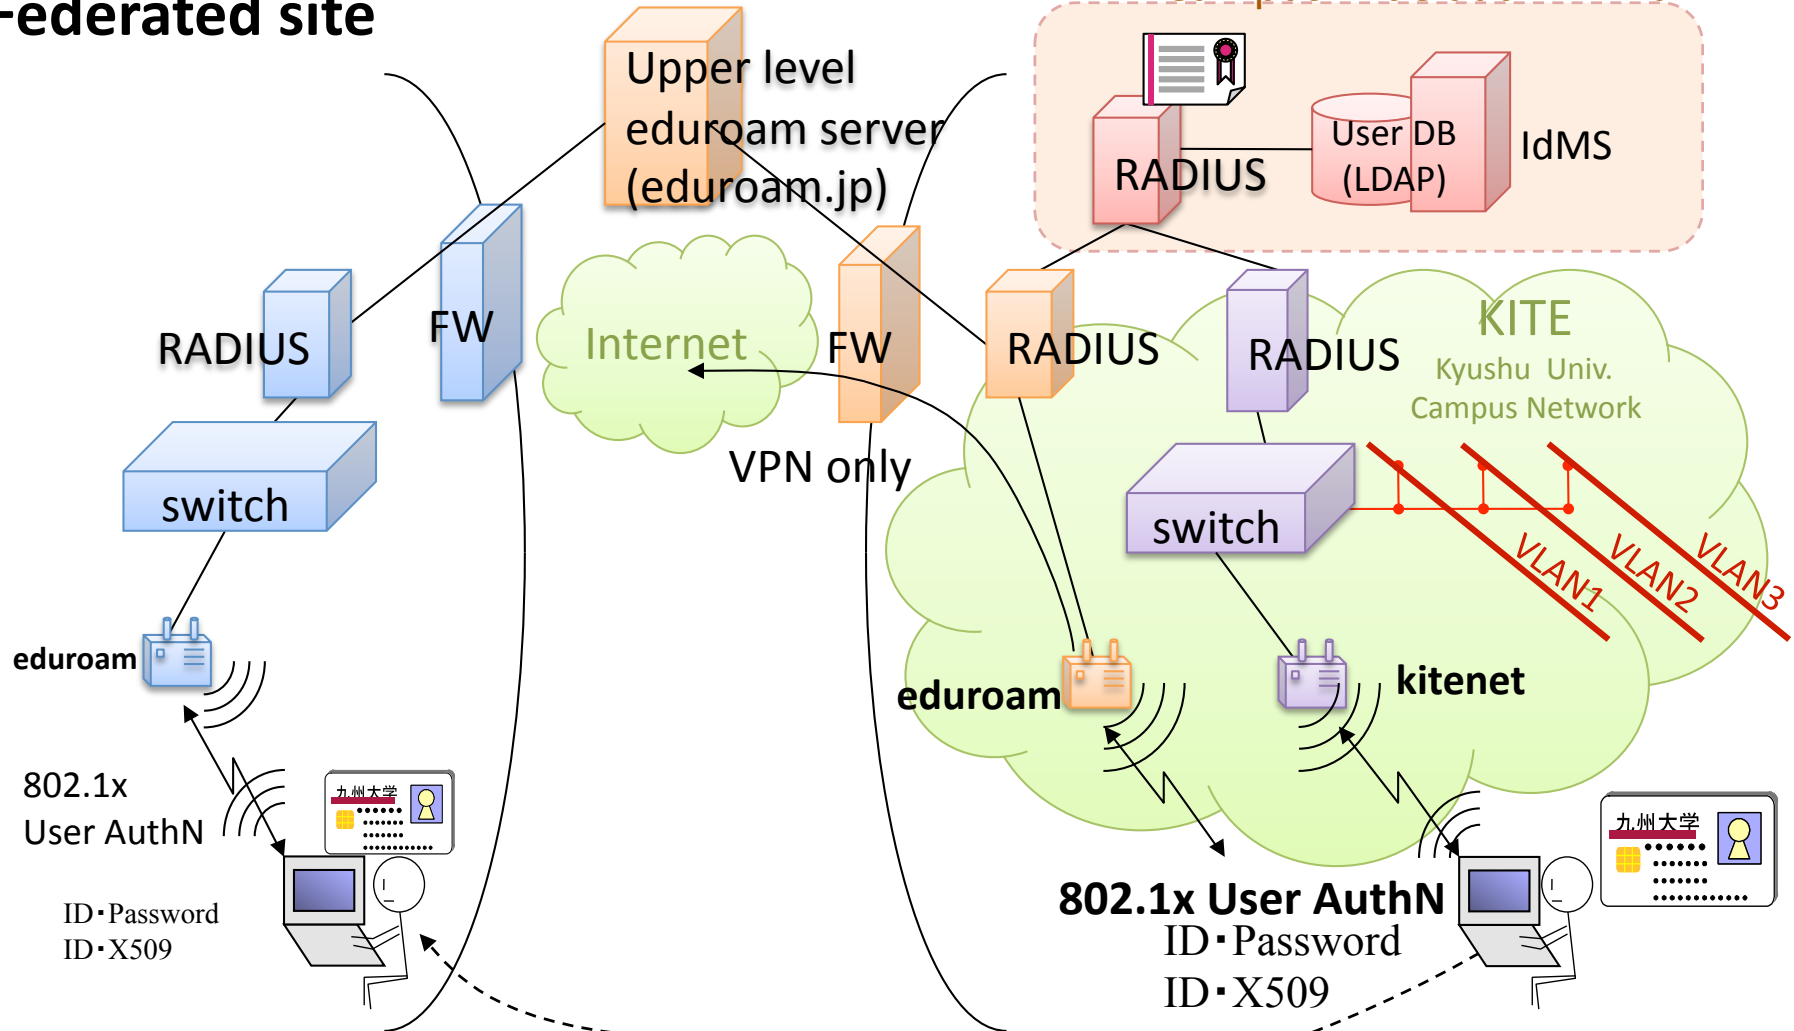 ederated site
Upper level
eduroam server
(eduroam.jp)
RADIUS
User DB
(LDAP)
IdMS
RADIUS
FW
Internet
FW
RADIUS
RADIUS
KITE
Kyushu Univ.
Campus Network
VPN only
switch
switch
VLAN1
VLAN2
VLAN3
eduroam
eduroam
kitenet
802.1x
User AuthN
九州大学
九州大学
ID・Password
ID・X509
802.1x User AuthN
ID・Password
ID・X509